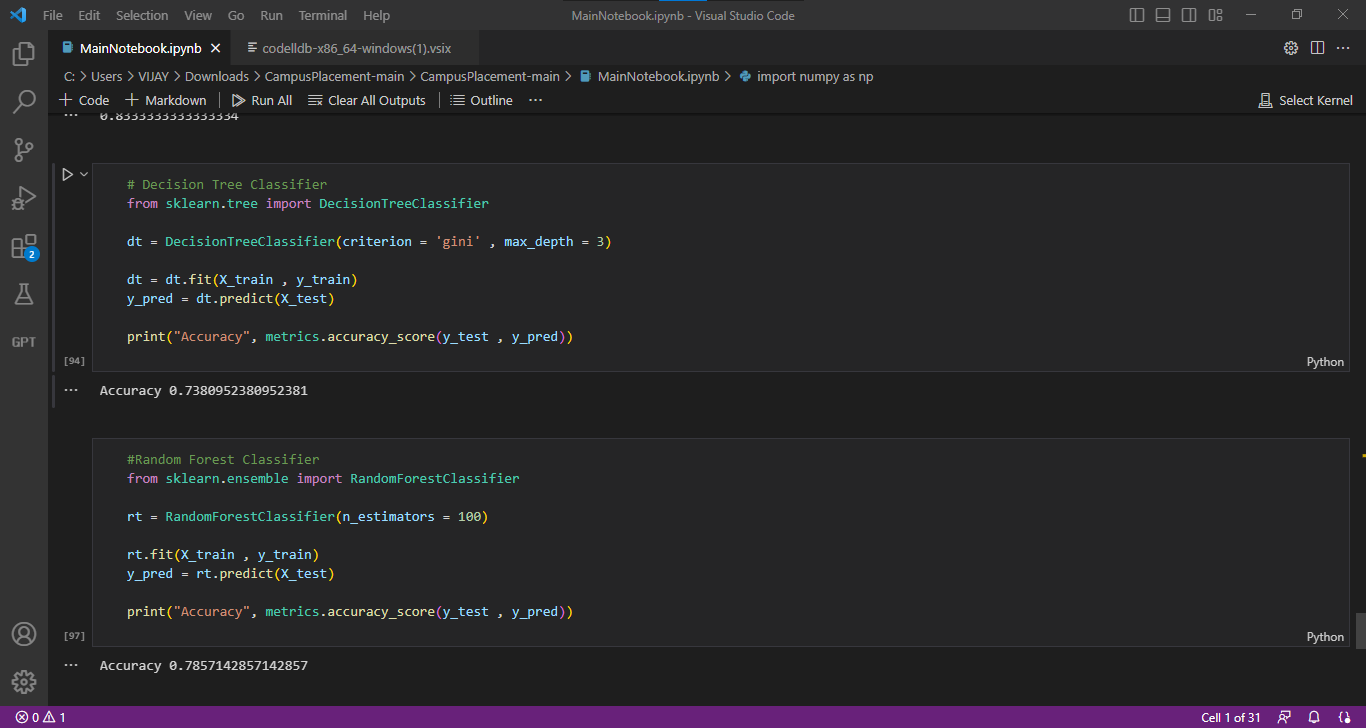 File Edit Selection View Go Run Terminal Help
MainNotebook.ipynb - Visual Studio Code
MainNotebook.ipynb
codelldb-x86_64-windows(1).vsix
C: > Users > VIJAY > Downloads > CampusPlacement-main > CampusPlacement-main > MainNotebook.ipynb > import numpy as np
+ Code + Markdown | Run All Clear All Outputs | Outline ...
Select Kernel
... 0.8333333333333334
# Decision Tree Classifier
from sklearn.tree import DecisionTreeClassifier
dt = DecisionTreeClassifier(criterion = 'gini' , max_depth = 3)
dt = dt.fit(X_train , y_train)
y_pred = dt.predict(X_test)
print("Accuracy", metrics.accuracy_score(y_test , y_pred))
[94]
Python
... Accuracy 0.7380952380952381
#Random Forest Classifier
from sklearn.ensemble import RandomForestClassifier
rt = RandomForestClassifier(n_estimators = 100)
rt.fit(X_train , y_train)
y_pred = rt.predict(X_test)
print("Accuracy", metrics.accuracy_score(y_test , y_pred))
[97]
Python
... Accuracy 0.7857142857142857
2
GPT
0 1
Cell 1 of 31